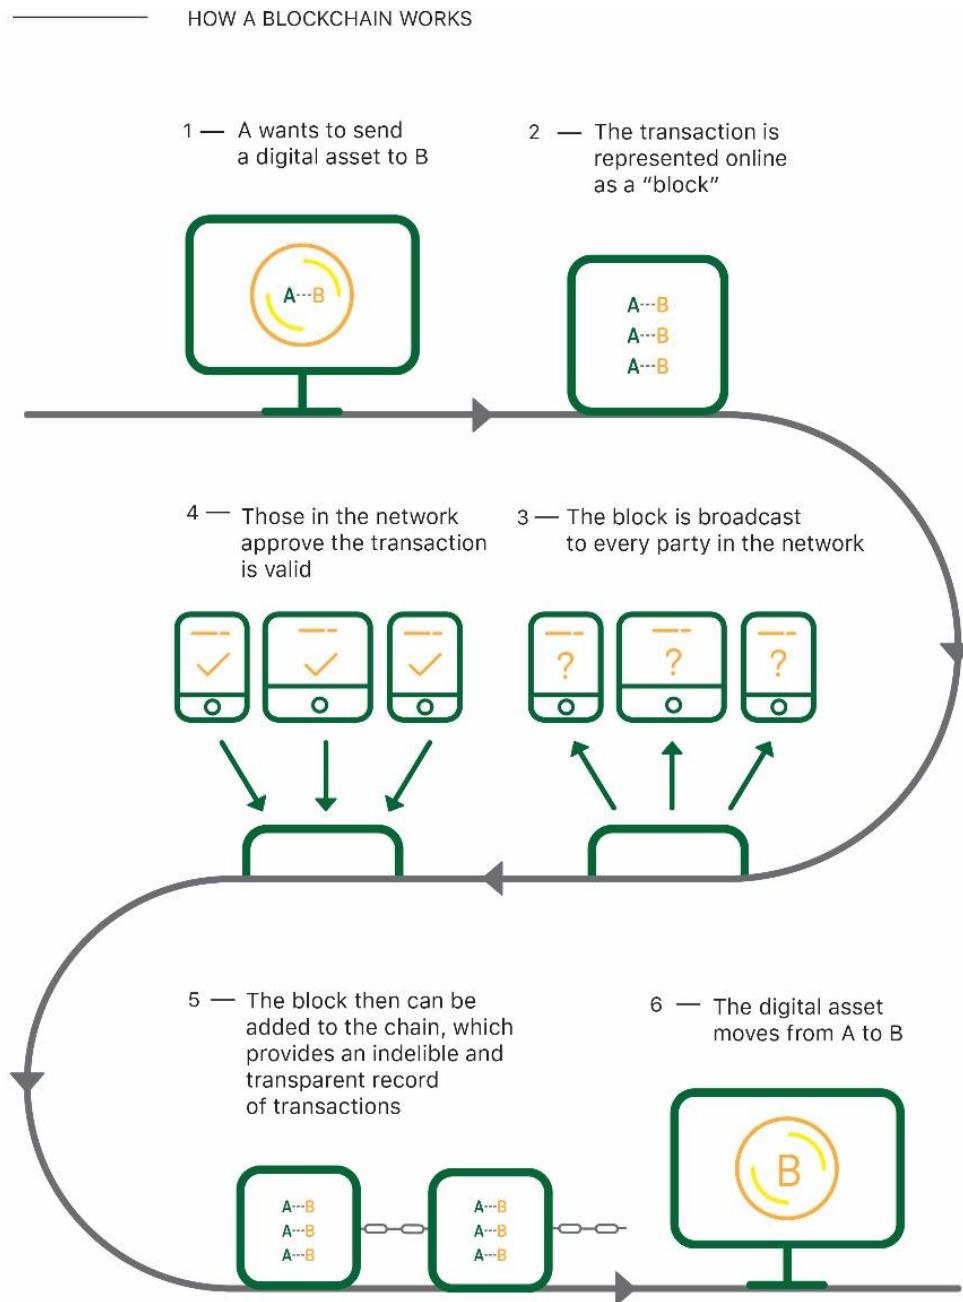 HOW A BLOCKCHAIN WORKS
1 — A wants to send
a digital asset to B
2 — The transaction is
represented online
as a “block”
A---B
A---B
A---B
A---B
3 — The block is broadcast
to every party in the network
?
?
?
4 — Those in the network
approve the transaction
is valid
5 — The block then can be
added to the chain, which
provides an indelible and
transparent record
of transactions
A---B
A---B
A---B
A---B
A---B
A---B
6 — The digital asset
moves from A to B
B